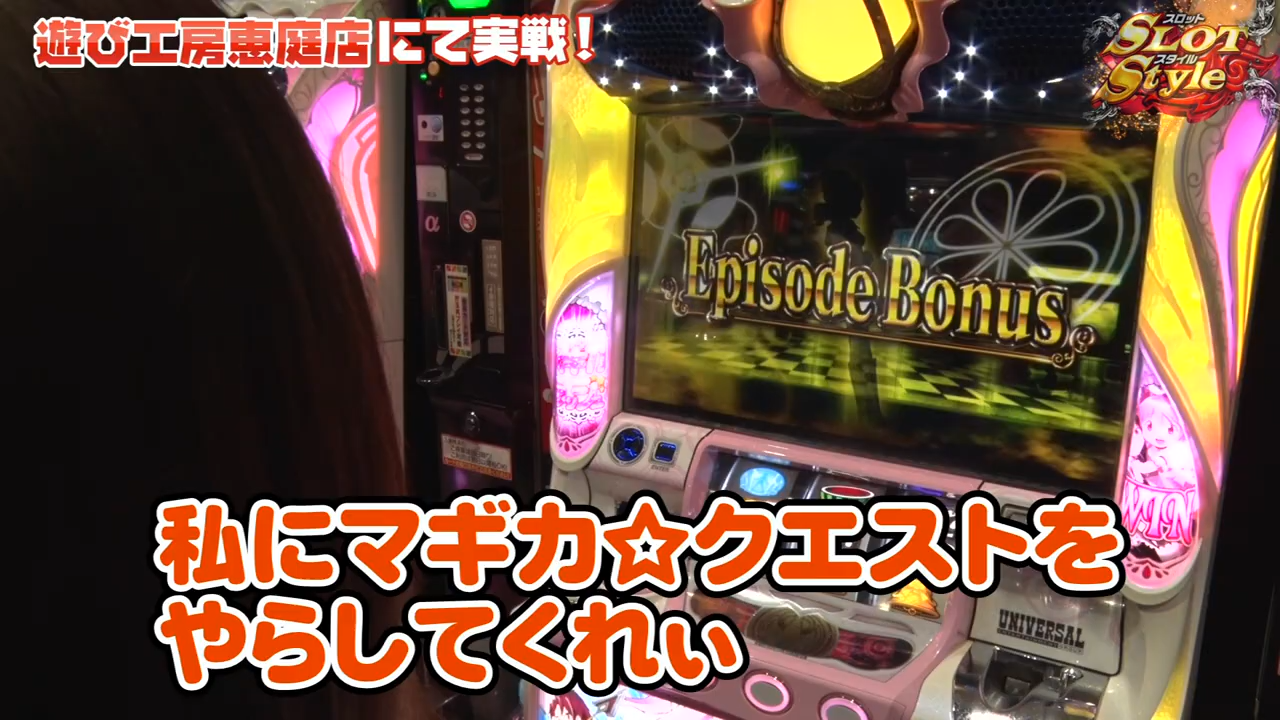 遊び工房恵庭店にて実戦!
スロット
SLOT
スタイル
Style
α
Episode Bonus
WIN
私にマギカ☆クエストを
やらしてくれぃ
UNIVERSAL